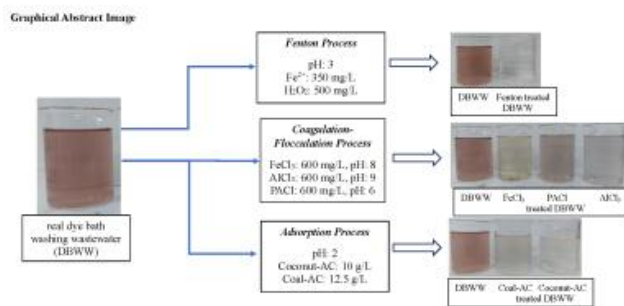 Graphical Abstract Image
Fenton Process
pH: 3
Fe²⁺: 350 mg/L
H₂O₂: 500 mg/L
DBWW Fenton treated
DBWW
real dye bath
washing wastewater
(DBWW)
Coagulation-
Flocculation Process
FeCl₃: 600 mg/L, pH: 8
AlCl₃: 600 mg/L, pH: 9
PACl: 600 mg/L, pH: 6
DBWW FeCl₃ PACl AlCl₃
treated DBWW
Adsorption Process
pH: 2
Coconut-AC: 10 g/L
Coal-AC: 12.5 g/L
DBWW Coal-AC Coconut-AC
treated DBWW